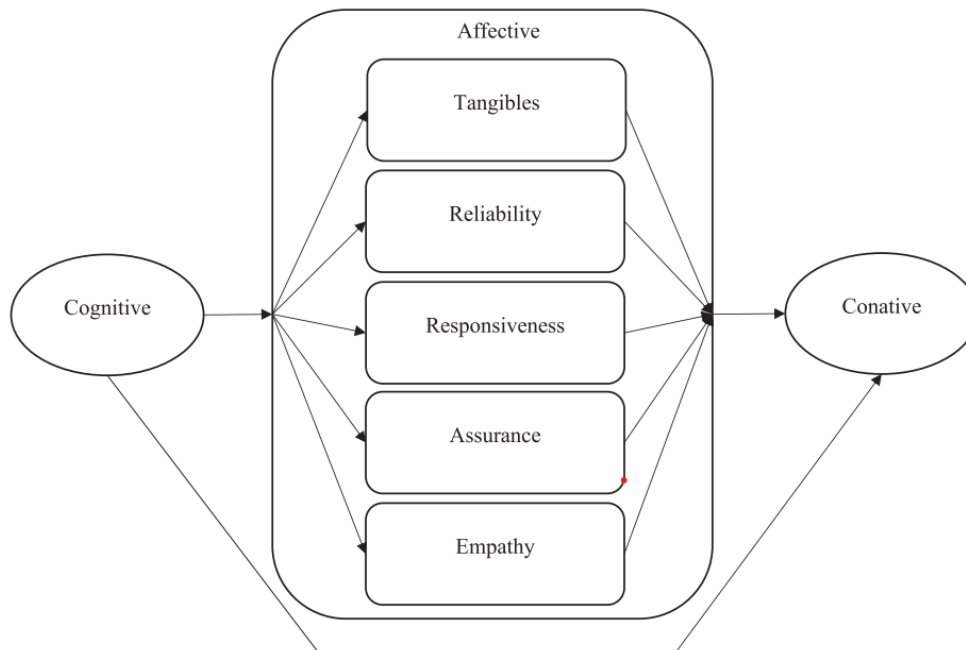 Affective
Tangibles
Reliability
Cognitive
Responsiveness
Conative
Assurance
Empathy